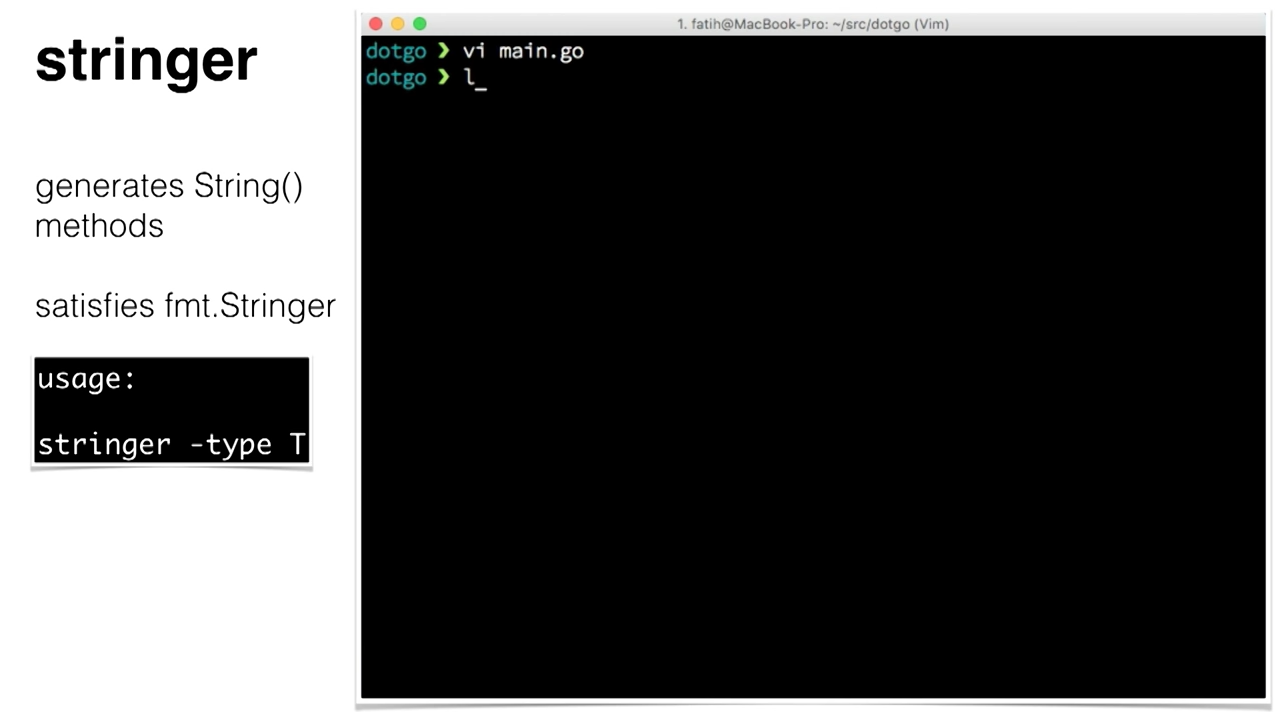 stringer
generates String()
methods
satisfies fmt.Stringer
usage:
stringer -type T
1. fatih@MacBook-Pro: ~/src/dotgo (Vim)
dotgo ❯ vi main.go
dotgo ❯ l_